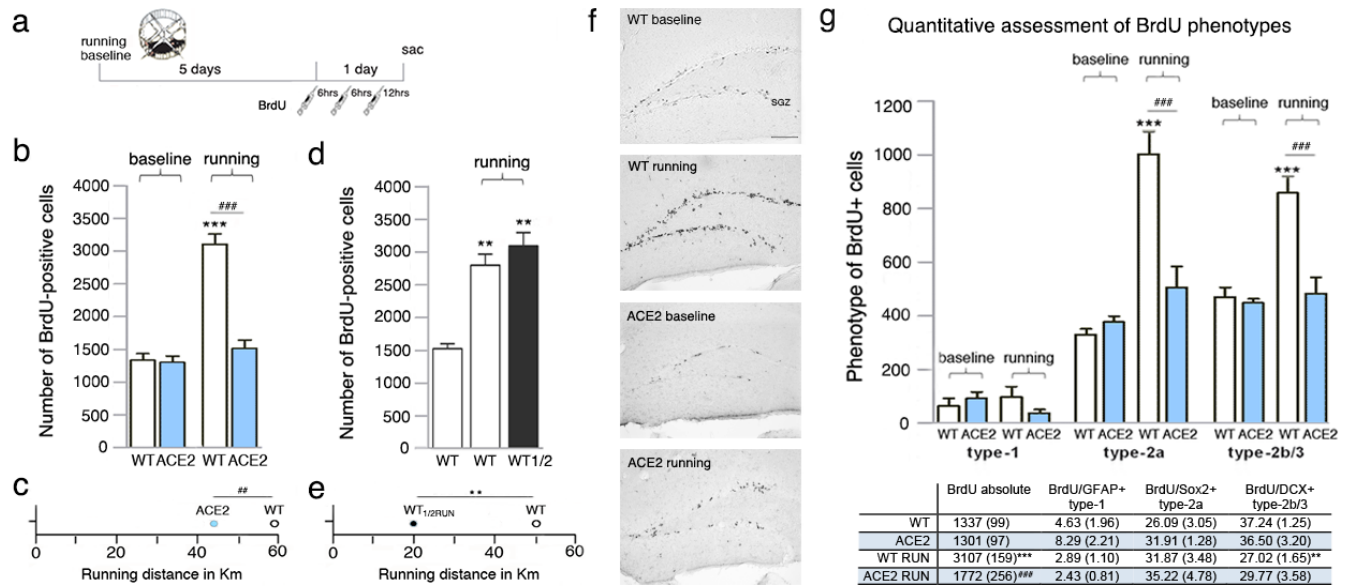 a
running
baseline
5 days
1 day
sac
BrdU
6hrs
6hrs
12hrs
b
baseline
running
Number of BrdU-positive cells
4000
3500
3000
2500
2000
1500
1000
500
0
***
###
WT ACE2 WT ACE2
c
##
ACE2
WT
0 20 40 60
Running distance in Km
d
running
Number of BrdU-positive cells
4000
3500
3000
2500
2000
3500
1000
500
0
**
**
WT WT WT1/2
e
**
WT1/2RUN
WT
0 20 40 60
Running distance in Km
f
WT baseline
SGZ
WT running
ACE2 baseline
ACE2 running
g
Quantitative assessment of BrdU phenotypes
Phenotype of BrdU+ cells
1200
1000
800
600
400
200
0
baseline running
baseline running
baseline running
***
###
***
###
WT ACE2 WT ACE2 WT ACE2 WT ACE2 WT ACE2 WT ACE2
type-1 type-2a type-2b/3
BrdU absolute BrdU/GFAP+ type-1 BrdU/Sox2+ type-2a BrdU/DCX+ type-2b/3
WT 1337 (99) 4.63 (1.96) 26.09 (3.05) 37.24 (1.25)
ACE2 1301 (97) 8.29 (2.21) 31.91 (1.28) 36.50 (3.20)
WT RUN 3107 (159)*** 2.89 (1.10) 31.87 (3.48) 27.02 (1.65)**
ACE2 RUN 1772 (256)### 2.43 (0.81) 35.22 (4.78) 29.77 (3.58)